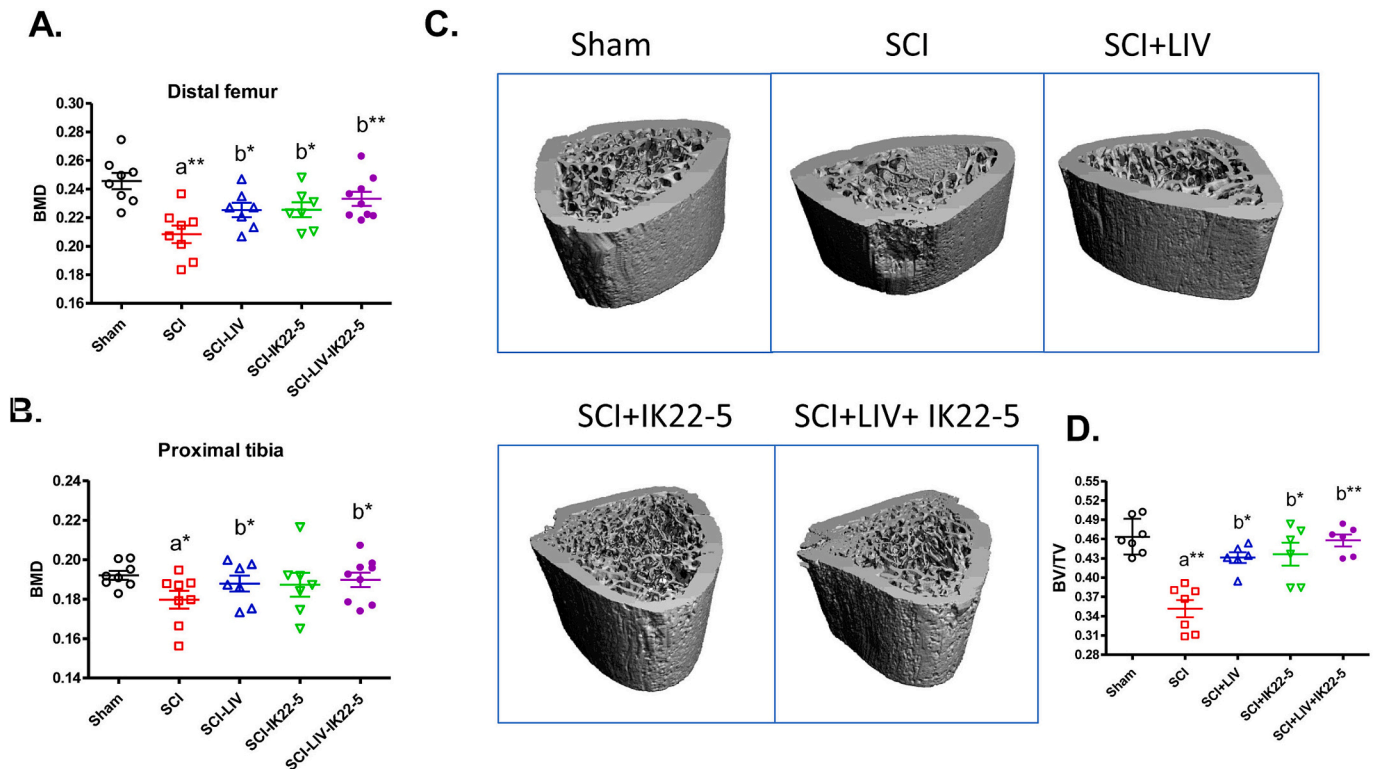 A.
Distal femur
BMD
0.30
0.28
0.26
0.24
0.22
0.20
0.18
0.16
a**
b*
b*
b**
Sham
SCI
SCI-LIV
SCI-IK22-5
SCI-LIV-IK22-5
B.
Proximal tibia
BMD
0.24
0.22
0.20
0.18
0.16
0.14
a*
b*
b*
Sham
SCI
SCI-LIV
SCI-IK22-5
SCI-LIV-IK22-5
C.
Sham
SCI
SCI+LIV
SCI+IK22-5
SCI+LIV+ IK22-5
D.
BV/TV
0.55
0.52
0.49
0.46
0.43
0.40
0.37
0.34
0.31
0.28
a**
b*
b*
b**
Sham
SCI
SCI+LIV
SCI+IK22-5
SCI+LIV+IK22-5